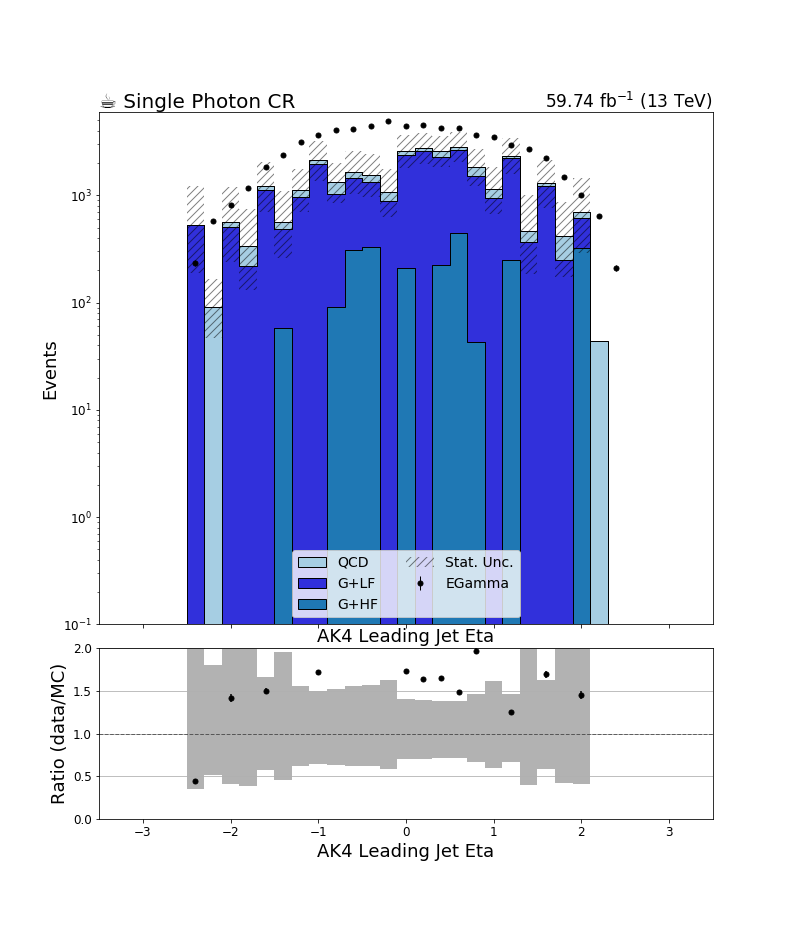 ☕ Single Photon CR
59.74 fb⁻¹ (13 TeV)
Events
10³
10²
10¹
10⁰
10⁻¹
QCD
G+LF
G+HF
Stat. Unc.
EGamma
AK4 Leading Jet Eta
Ratio (data/MC)
2.0
1.5
1.0
0.5
0.0
−3 −2 −1 0 1 2 3
AK4 Leading Jet Eta